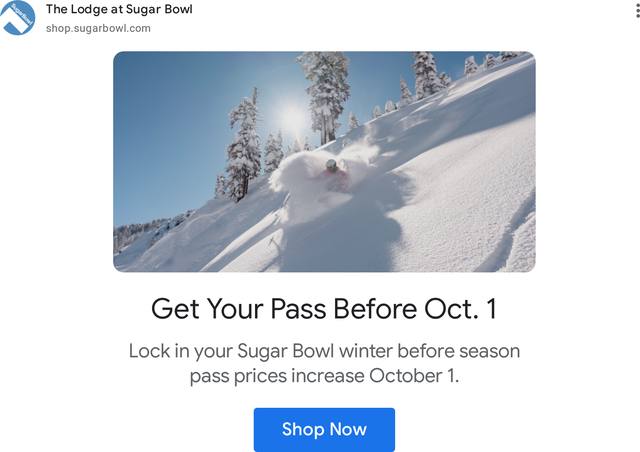 The Lodge at Sugar Bowl
shop.sugarbowl.com
Get Your Pass Before Oct. 1
Lock in your Sugar Bowl winter before season
pass prices increase October 1.
Shop Now